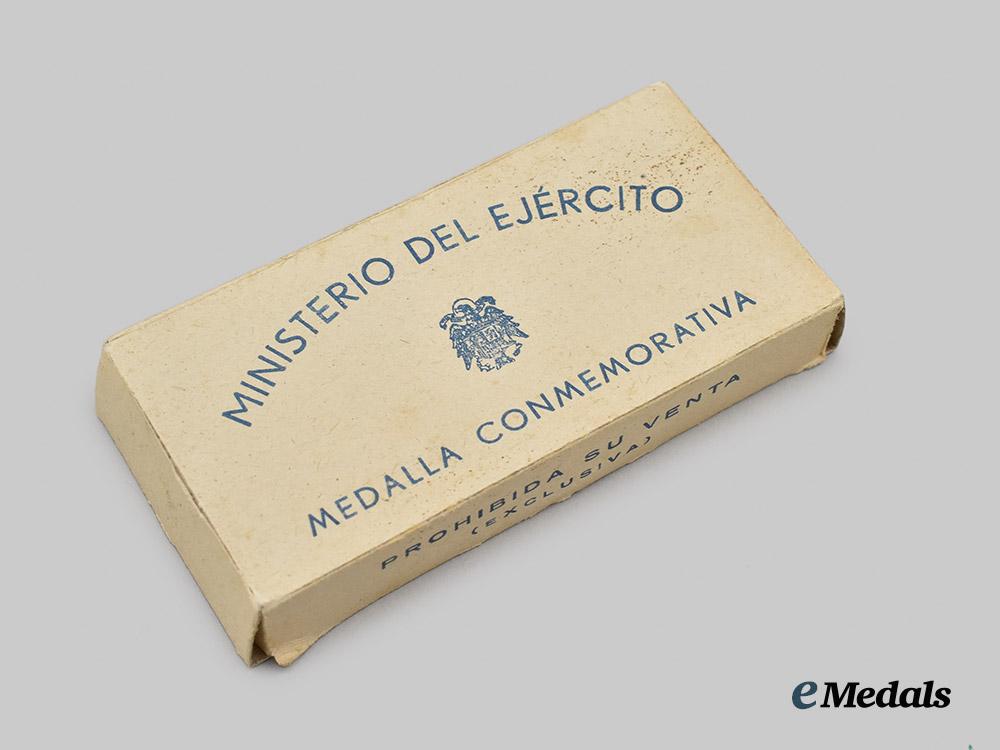 MINISTERIO DEL EJÉRCITO
MEDALLA CONMEMORATIVA
PROHIBIDA SU VENTA
(EXCLUSIVA)
eMedals